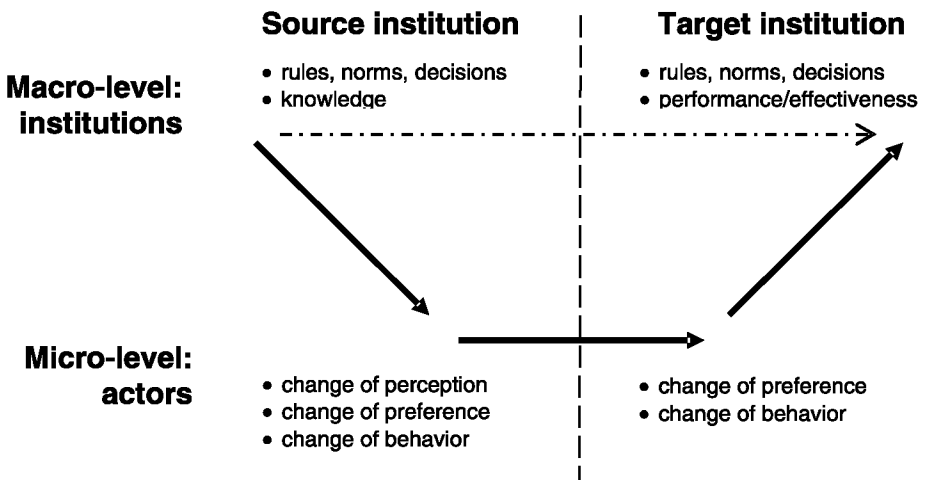 Source institution
Target institution
Macro-level:
institutions
• rules, norms, decisions
• knowledge
• rules, norms, decisions
• performance/effectiveness
Micro-level:
actors
• change of perception
• change of preference
• change of behavior
• change of preference
• change of behavior